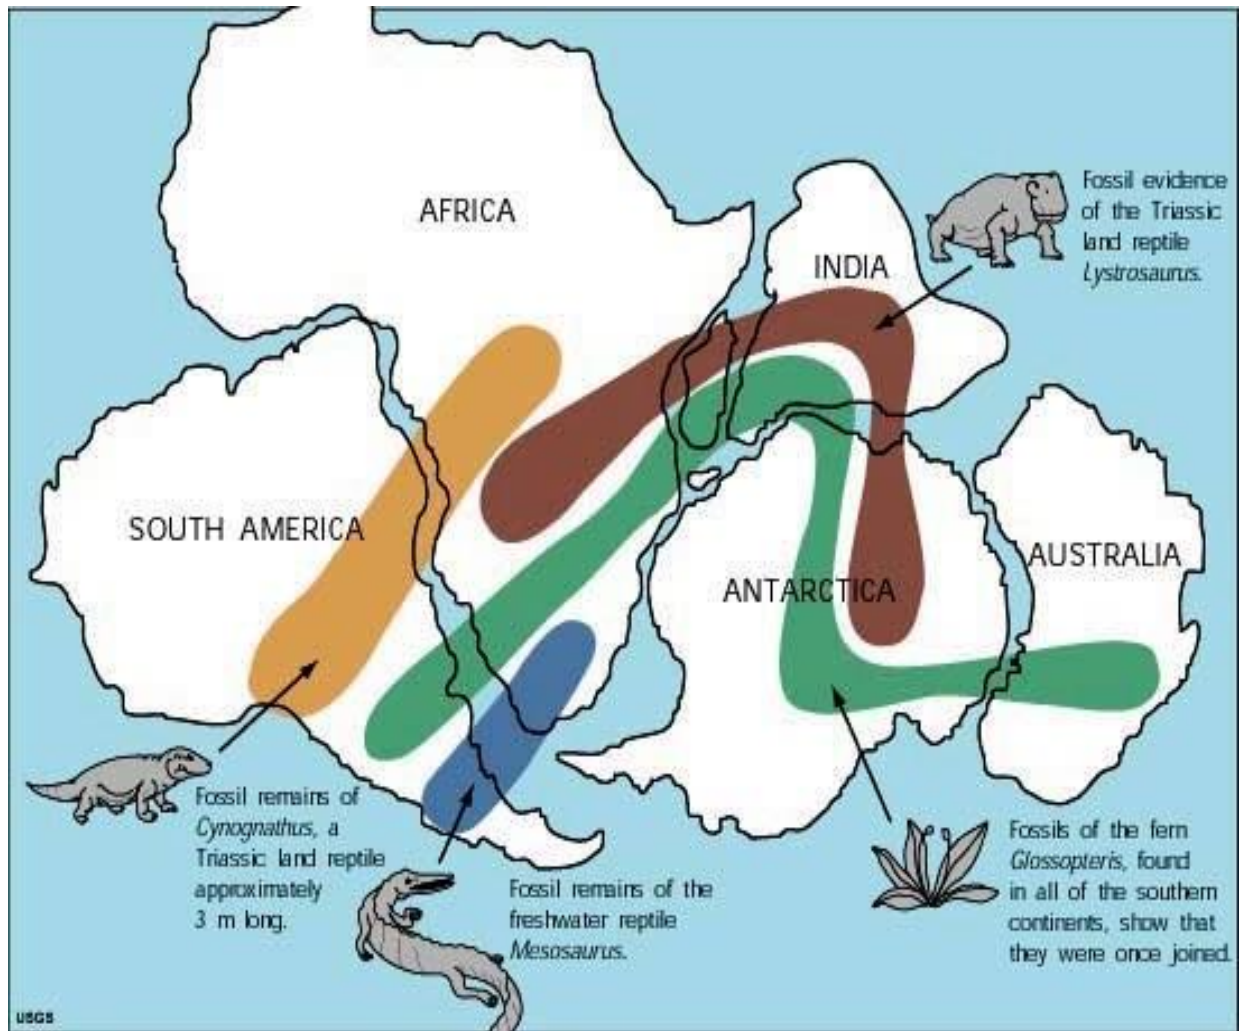 AFRICA
INDIA
Fossil evidence
of the Triassic
land reptile
Lystrosaurus.
SOUTH AMERICA
ANTARCTICA
AUSTRALIA
Fossil remains of
Cynognathus, a
Triassic land reptile
approximately
3 m long.
Fossil remains of the
freshwater reptile
Mesosaurus.
Fossils of the fern
Glossopteris, found
in all of the southern
continents, show that
they were once joined.
USGS